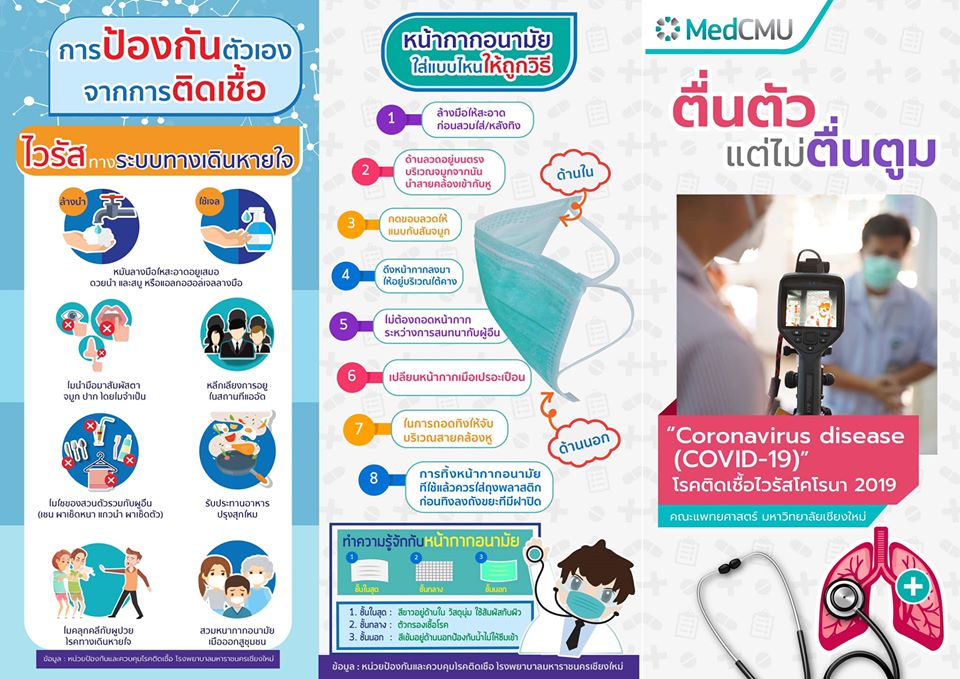 การป้องกันตัวเอง
จากการติดเชื้อ
ไวรัสทางระบบทางเดินหายใจ
ล้างน้ำ
ใช้เจล
หมั่นล้างมือให้สะอาดอยู่เสมอ
ด้วยน้ำ และสบู่ หรือแอลกอฮอล์เจลล้างมือ
ไม่นำมือมาสัมผัสตา
จมูก ปาก โดยไม่จำเป็น
หลีกเลี่ยงการอยู่
ในสถานที่แออัด
ไม่ใช้ของส่วนตัวร่วมกับผู้อื่น
(เช่น ผ้าเช็ดหน้า แก้วน้ำ ผ้าเช็ดตัว)
รับประทานอาหาร
ปรุงสุกใหม่
ไม่คลุกคลีกับผู้ป่วย
โรคทางเดินหายใจ
สวมหน้ากากอนามัย
เมื่อออกสู่ชุมชน
ข้อมูล : หน่วยป้องกันและควบคุมโรคติดเชื้อ โรงพยาบาลมหาราชนครเชียงใหม่
หน้ากากอนามัย
ใส่แบบไหนให้ถูกวิธี
1 ล้างมือให้สะอาด
ก่อนสวมใส่/หลังทิ้ง
2 ด้านลวดอยู่บนตรง
บริเวณจมูกจากนั้น
นำสายคล้องเข้ากับหู
3 กดขอบลวดให้
แนบกับสันจมูก
4 ดึงหน้ากากลงมา
ให้อยู่บริเวณใต้คาง
5 ไม่ต้องถอดหน้ากาก
ระหว่างการสนทนากับผู้อื่น
6 เปลี่ยนหน้ากากเมื่อเปรอะเปื้อน
7 ในการถอดทิ้งให้จับ
บริเวณสายคล้องหู
8 การทิ้งหน้ากากอนามัย
ที่ใช้แล้วควรใส่ถุงพลาสติก
ก่อนทิ้งลงถังขยะที่มีฝาปิด
ด้านใน
ด้านนอก
ทำความรู้จักกับหน้ากากอนามัย
1 2 3
ชั้นในสุด ชั้นกลาง ชั้นนอก
1. ชั้นในสุด : สีขาวอยู่ด้านใน วัสดุนุ่ม ใช้สัมผัสกับผิว
2. ชั้นกลาง : ตัวกรองเชื้อโรค
3. ชั้นนอก : สีเข้มอยู่ด้านนอกป้องกันน้ำไม่ให้ซึมเข้า
ข้อมูล : หน่วยป้องกันและควบคุมโรคติดเชื้อ โรงพยาบาลมหาราชนครเชียงใหม่
MedCMU
ตื่นตัว
แต่ไม่ตื่นตูม
“Coronavirus disease
(COVID-19)”
โรคติดเชื้อไวรัสโคโรนา 2019
คณะแพทยศาสตร์ มหาวิทยาลัยเชียงใหม่